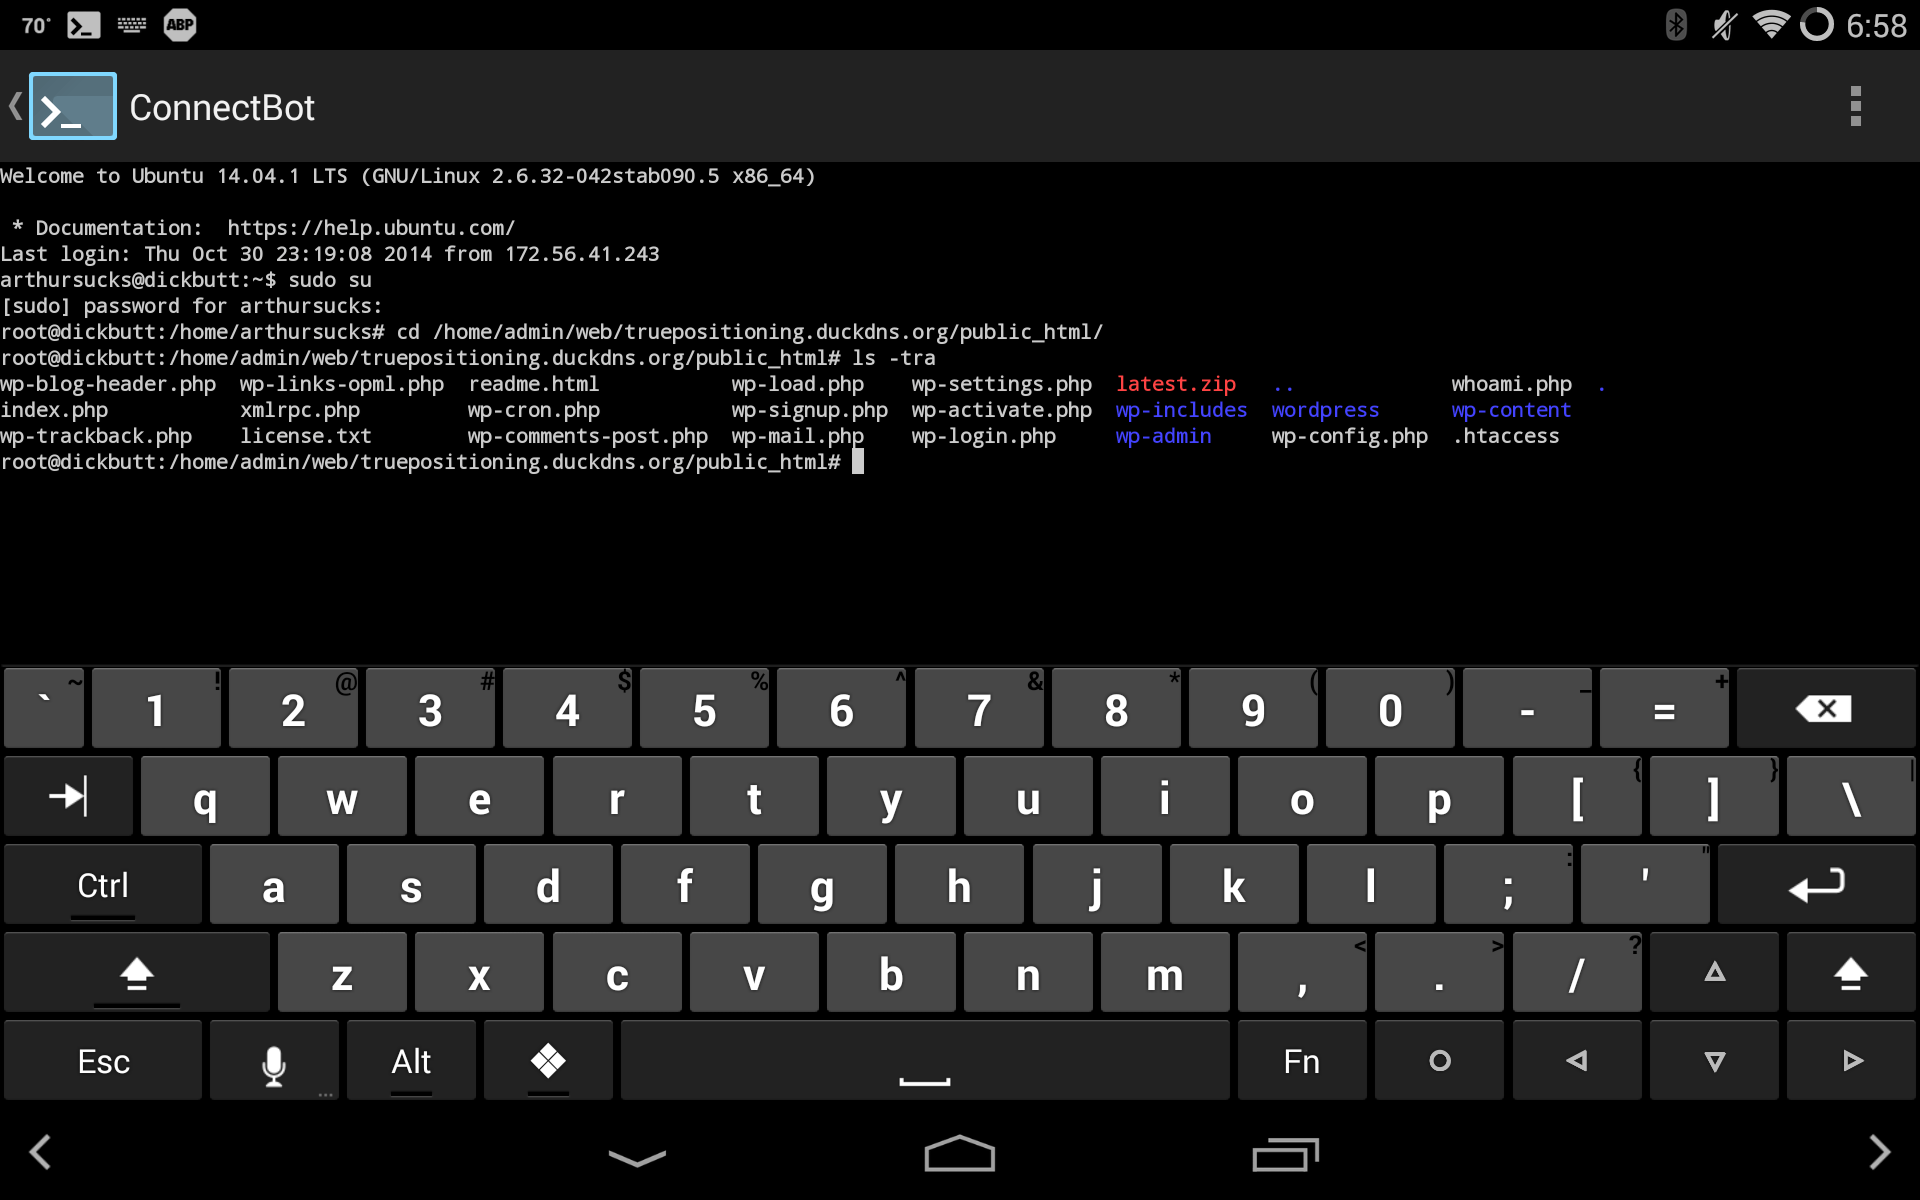 70° ABP 6:58
ConnectBot
Welcome to Ubuntu 14.04.1 LTS (GNU/Linux 2.6.32-042stab090.5 x86_64)
* Documentation:  https://help.ubuntu.com/
Last login: Thu Oct 30 23:19:08 2014 from 172.56.41.243
arthursucks@dickbutt:~$ sudo su
[sudo] password for arthursucks:
root@dickbutt:/home/arthursucks# cd /home/admin/web/truepositioning.duckdns.org/public_html/
root@dickbutt:/home/admin/web/truepositioning.duckdns.org/public_html# ls -tra
wp-blog-header.php  wp-links-opml.php  readme.html           wp-load.php    wp-settings.php  latest.zip   ..             whoami.php  .
index.php           xmlrpc.php         wp-cron.php           wp-signup.php  wp-activate.php  wp-includes  wordpress      wp-content
wp-trackback.php    license.txt        wp-comments-post.php  wp-mail.php    wp-login.php     wp-admin     wp-config.php  .htaccess
root@dickbutt:/home/admin/web/truepositioning.duckdns.org/public_html#
` ~ 1 ! 2 @ 3 # 4 $ 5 % 6 ^ 7 & 8 * 9 ( 0 ) - _ = +
q w e r t y u i o p [ { ] } \ |
Ctrl a s d f g h j k l ; : ' "
z x c v b n m , < . > / ?
Esc ... Alt Fn